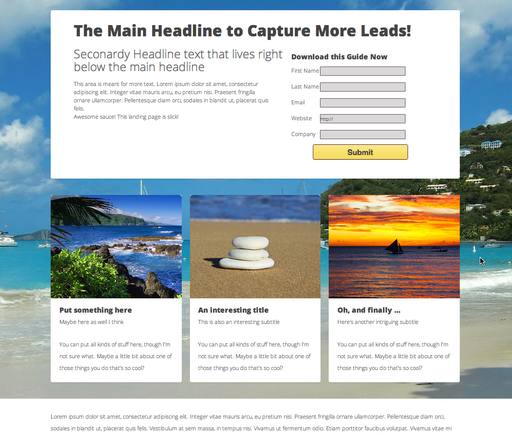 The Main Headline to Capture More Leads!
Seconardy Headline text that lives right
below the main headline
This area is meant for more text. Lorem ipsum dolor sit amet, consectetur
adipiscing elit. Integer vitae mauris arcu, eu pretium nisi. Praesent fringilla
ornare ullamcorper. Pellentesque diam orci, sodales in blandit ut, placerat quis
felis.
Awesome sauce! This landing page is slick!
Download this Guide Now
First Name
Last Name
Email
Website http://
Company
Submit
Put something here
Maybe here as well I think
You can put all kinds of stuff here, though I'm
not sure what. Maybe a little bit about one of
those things you do that's so cool?
An interesting title
This is also an interesting subtitle
You can put all kinds of stuff here, though I'm
not sure what. Maybe a little bit about one of
those things you do that's so cool?
Oh, and finally ...
Here's another intringuing subtitle
You can put all kinds of stuff here, though I'm
not sure what. Maybe a little bit about one of
those things you do that's so cool?
Lorem ipsum dolor sit amet, consectetur adipiscing elit. Integer vitae mauris arcu, eu pretium nisi. Praesent fringilla ornare ullamcorper. Pellentesque diam orci,
sodales in blandit ut, placerat quis felis. Vestibulum at sem massa, in tempus nisi. Vivamus ut fermentum odio. Etiam porttitor faucibus volutpat. Vivamus vitae mi